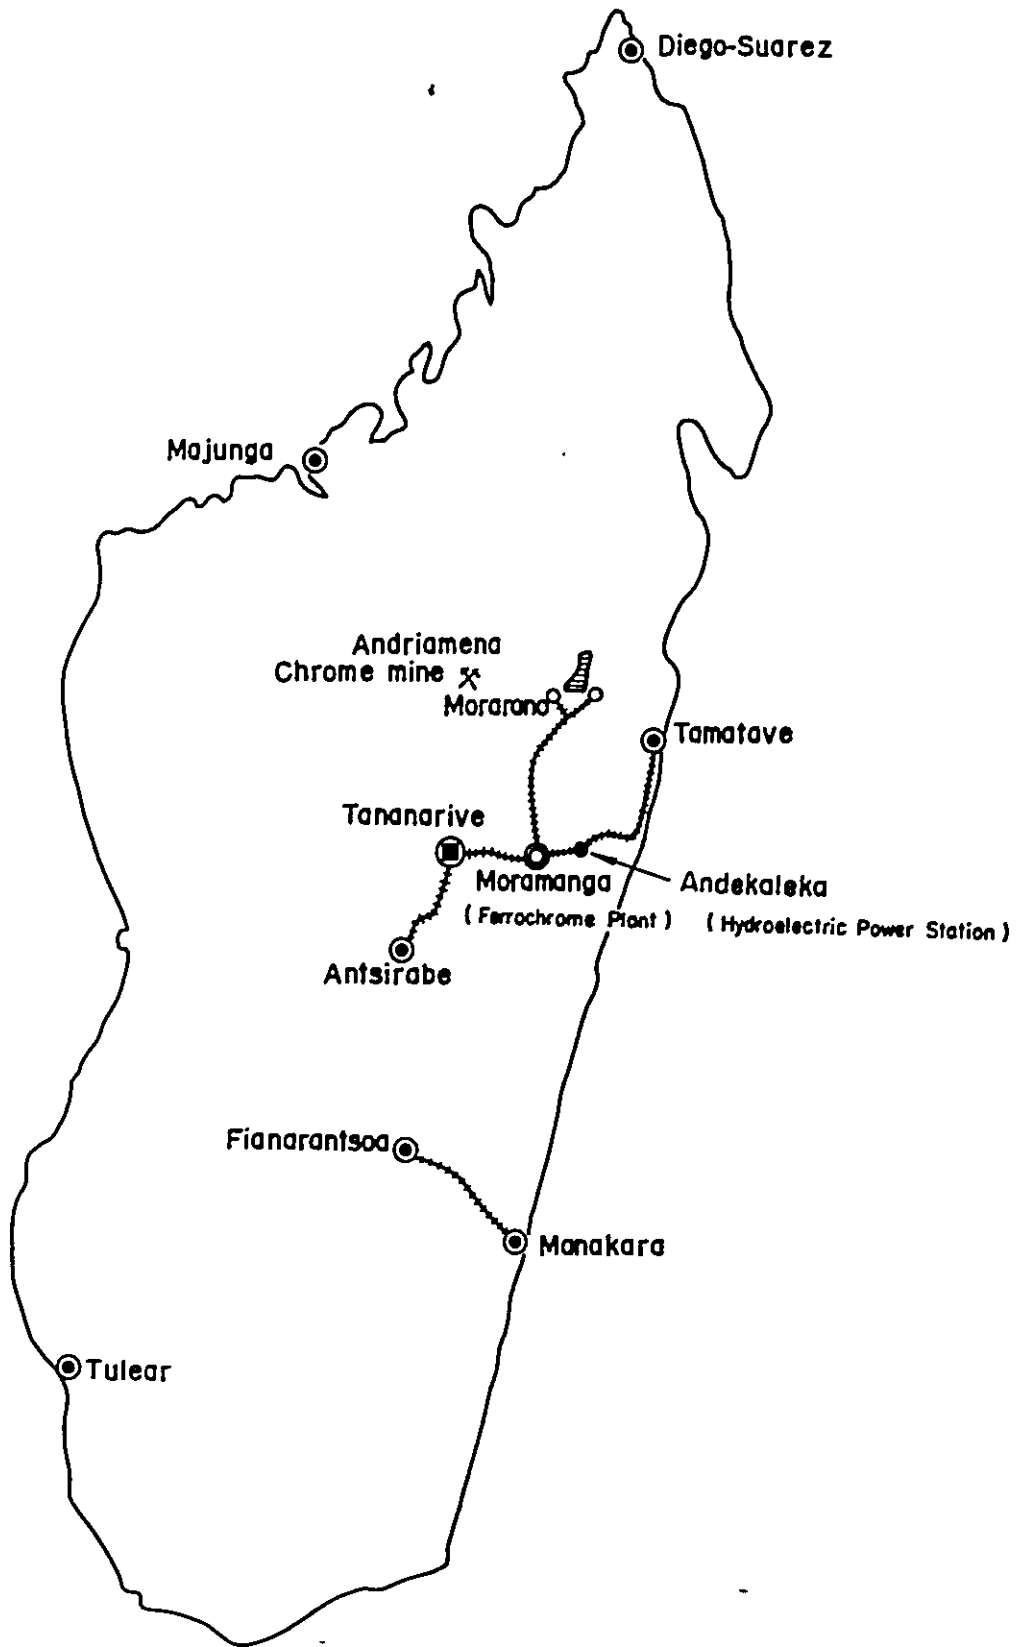 Diego-Suarez
Majunga
Andriamena
Chrome mine
Morarano
Tamatave
Tananarive
Moramanga
Andekaleka
( Ferrochrome Plant )
( Hydroelectric Power Station )
Antsirabe
Fianarantsoa
Manakara
Tulear